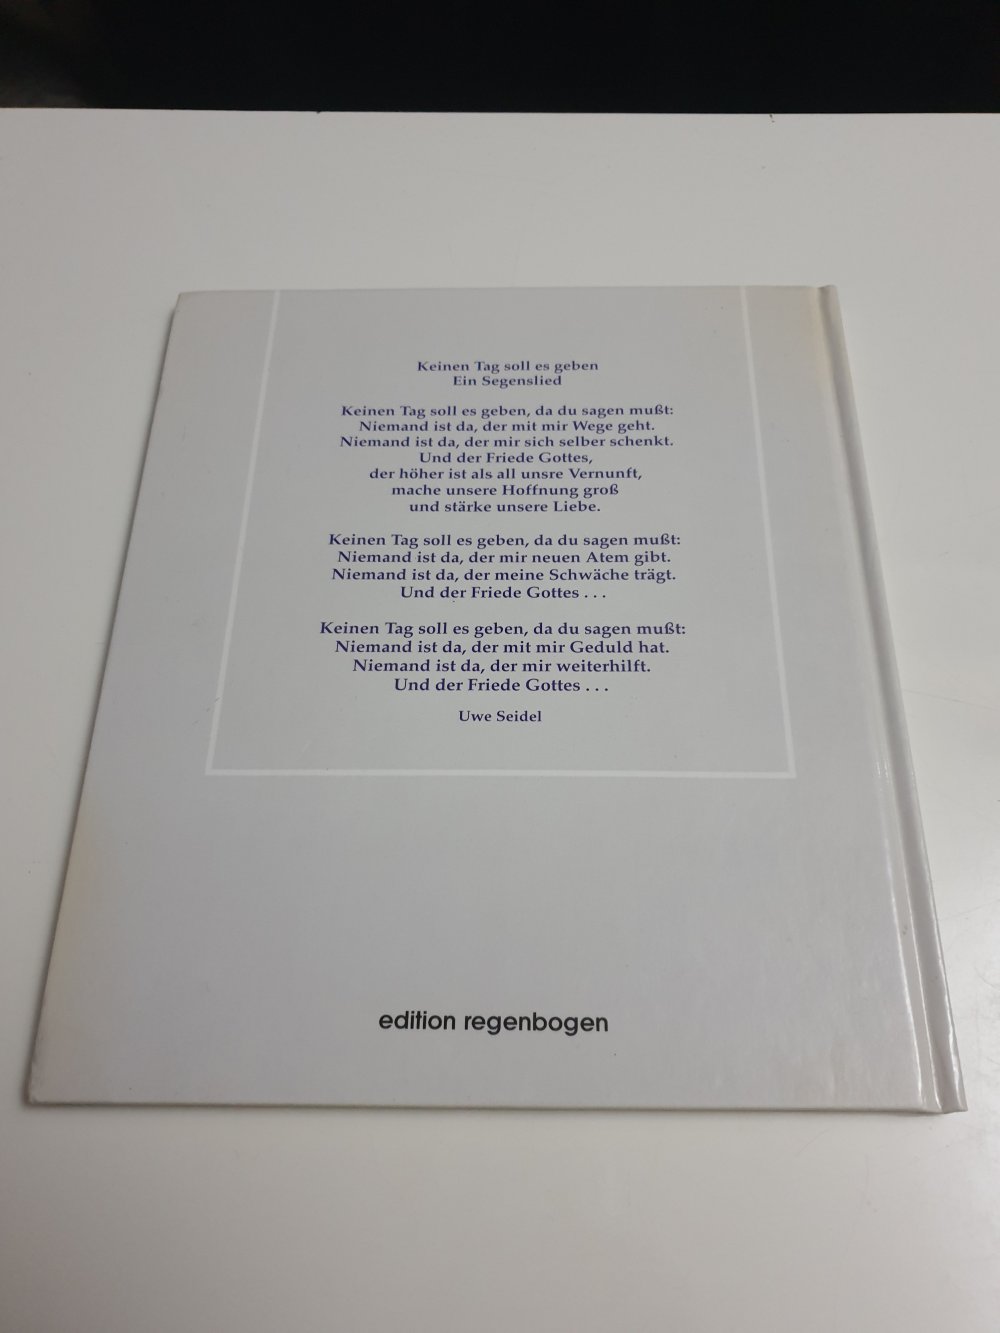 Keinen Tag soll es geben
Ein Segenslied
Keinen Tag soll es geben, da du sagen mußt:
Niemand ist da, der mit mir Wege geht.
Niemand ist da, der mir sich selber schenkt.
Und der Friede Gottes,
der höher ist als all unsre Vernunft,
mache unsere Hoffnung groß
und stärke unsere Liebe.
Keinen Tag soll es geben, da du sagen mußt:
Niemand ist da, der mir neuen Atem gibt.
Niemand ist da, der meine Schwäche trägt.
Und der Friede Gottes . . .
Keinen Tag soll es geben, da du sagen mußt:
Niemand ist da, der mit mir Geduld hat.
Niemand ist da, der mir weiterhilft.
Und der Friede Gottes . . .
Uwe Seidel
edition regenbogen